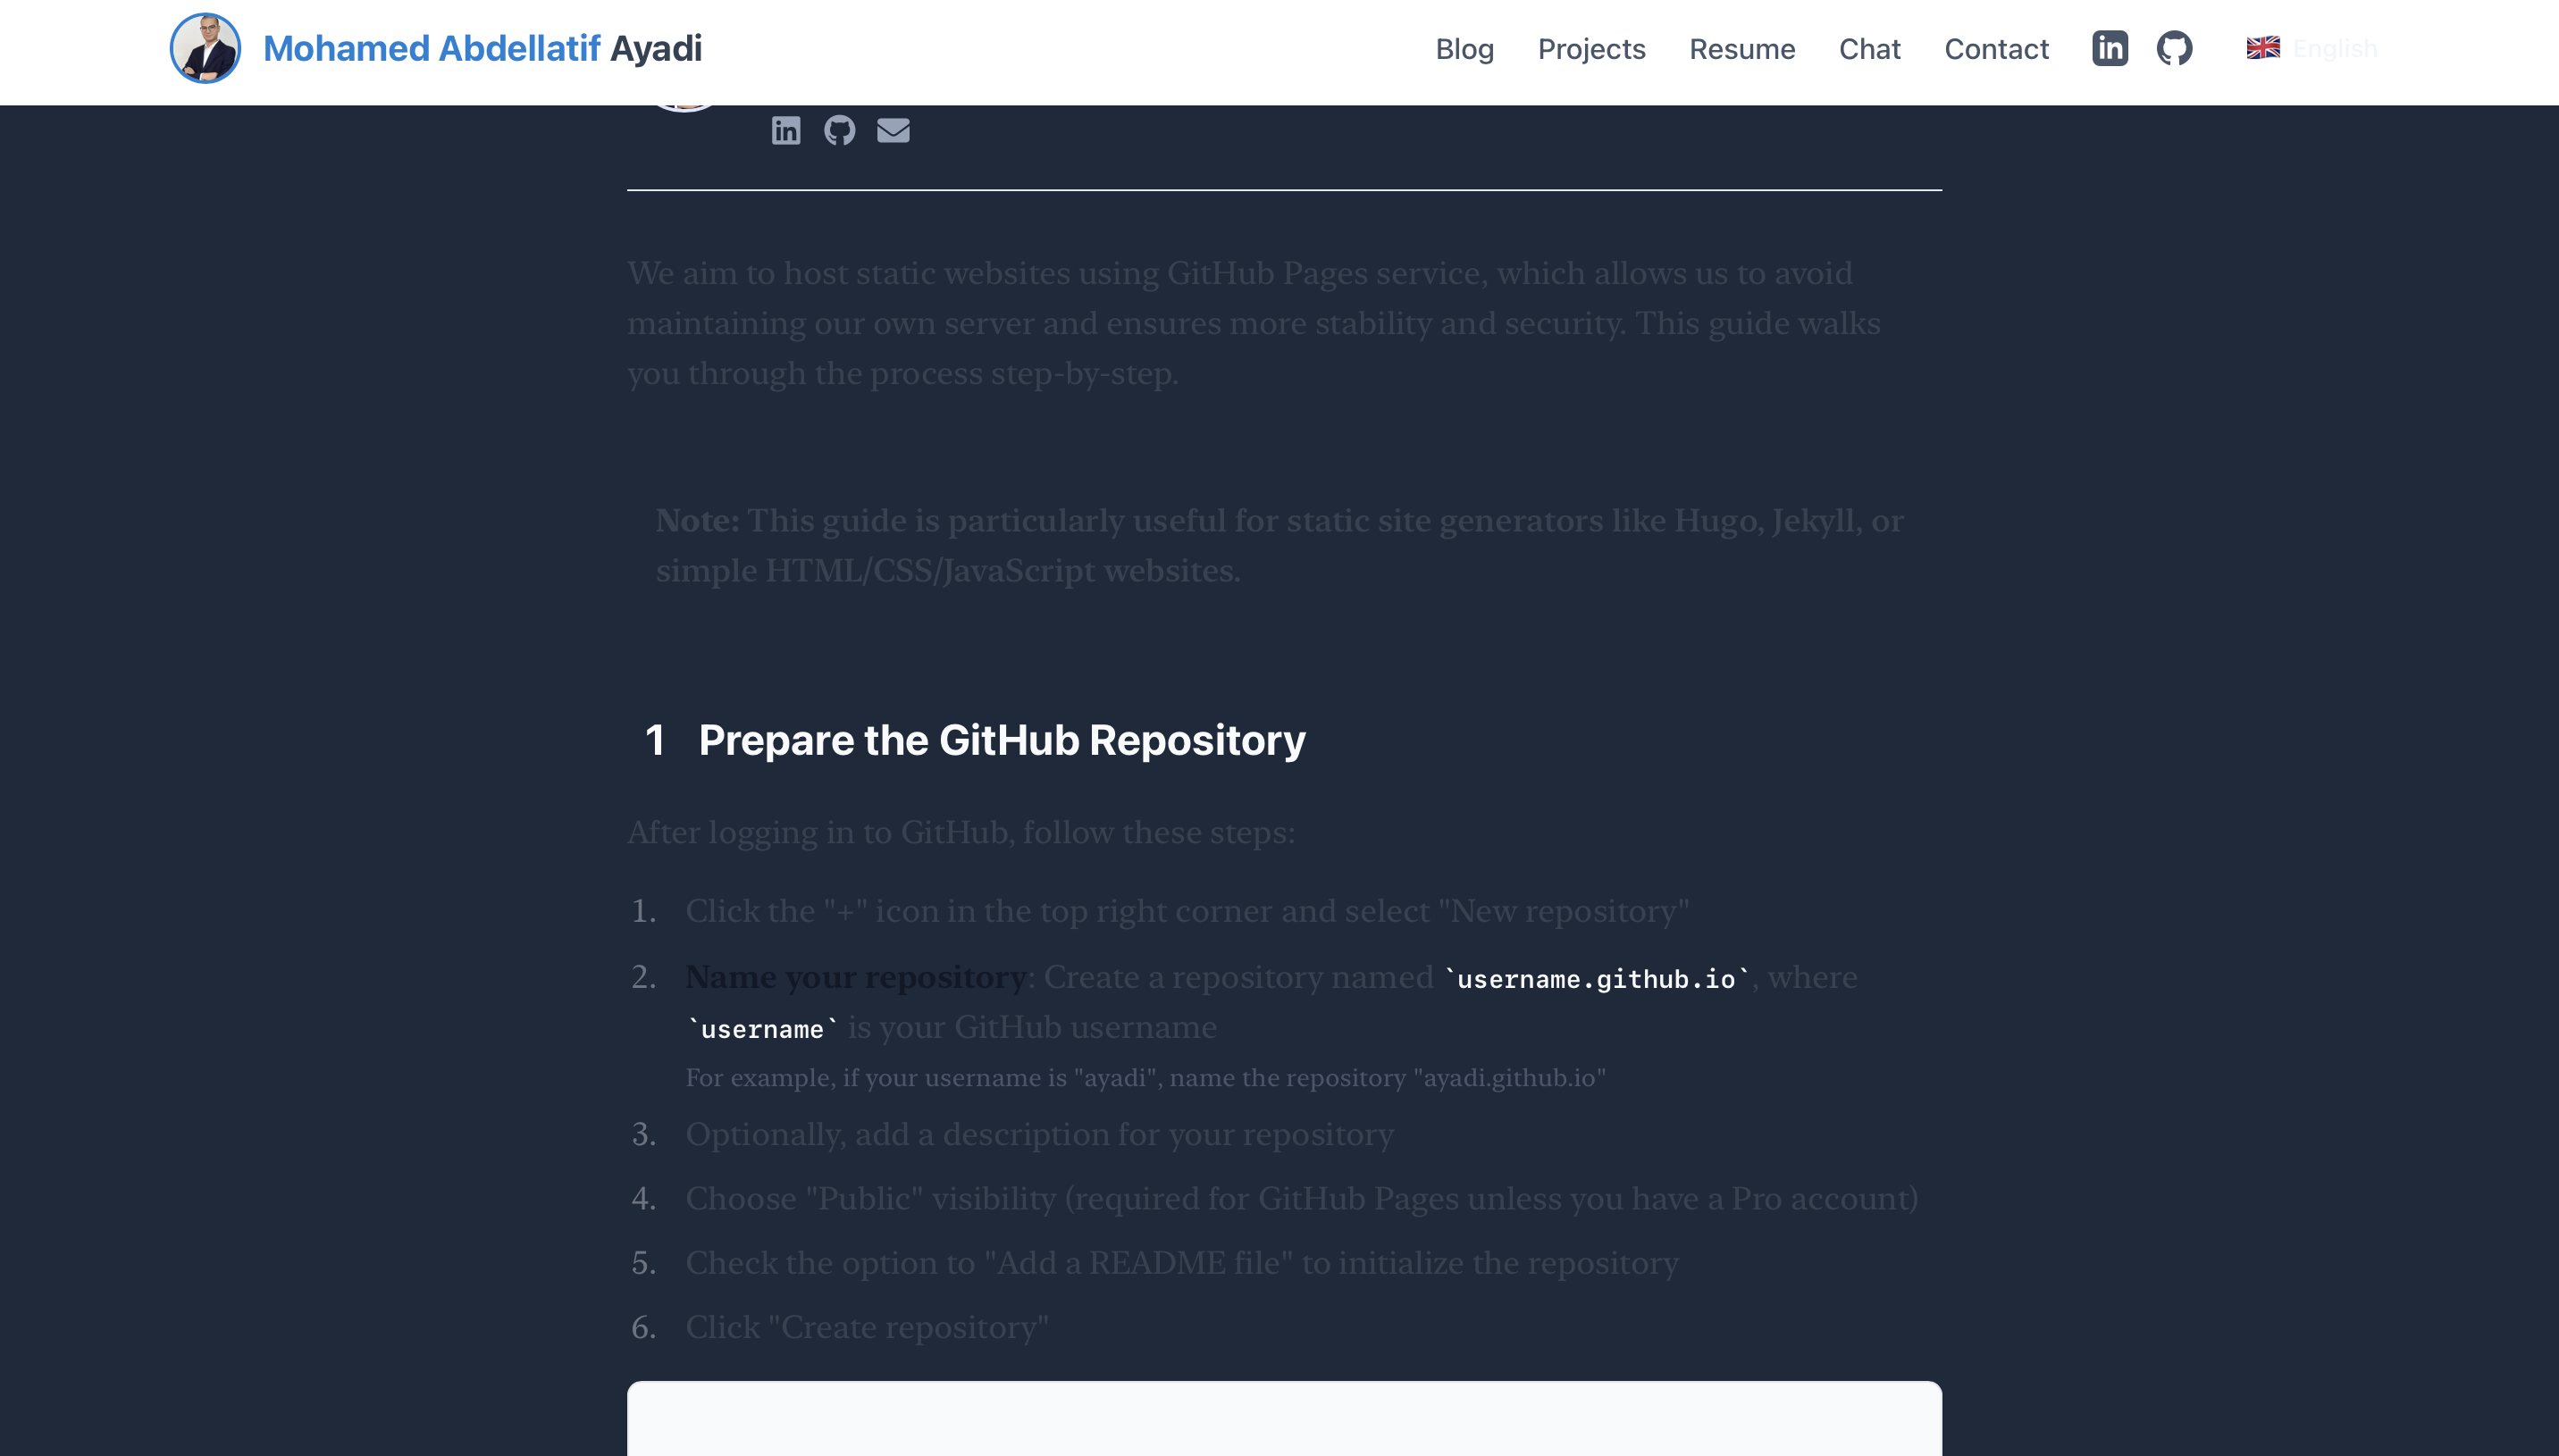 Mohamed Abdellatif Ayadi
Blog Projects Resume Chat Contact in English
in
We aim to host static websites using GitHub Pages service, which allows us to avoid
maintaining our own server and ensures more stability and security. This guide walks
you through the process step-by-step.
Note: This guide is particularly useful for static site generators like Hugo, Jekyll, or
simple HTML/CSS/JavaScript websites.
1 Prepare the GitHub Repository
After logging in to GitHub, follow these steps:
1. Click the "+" icon in the top right corner and select "New repository"
2. Name your repository: Create a repository named `username.github.io`, where
`username` is your GitHub username
For example, if your username is "ayadi", name the repository "ayadi.github.io"
3. Optionally, add a description for your repository
4. Choose "Public" visibility (required for GitHub Pages unless you have a Pro account)
5. Check the option to "Add a README file" to initialize the repository
6. Click "Create repository"